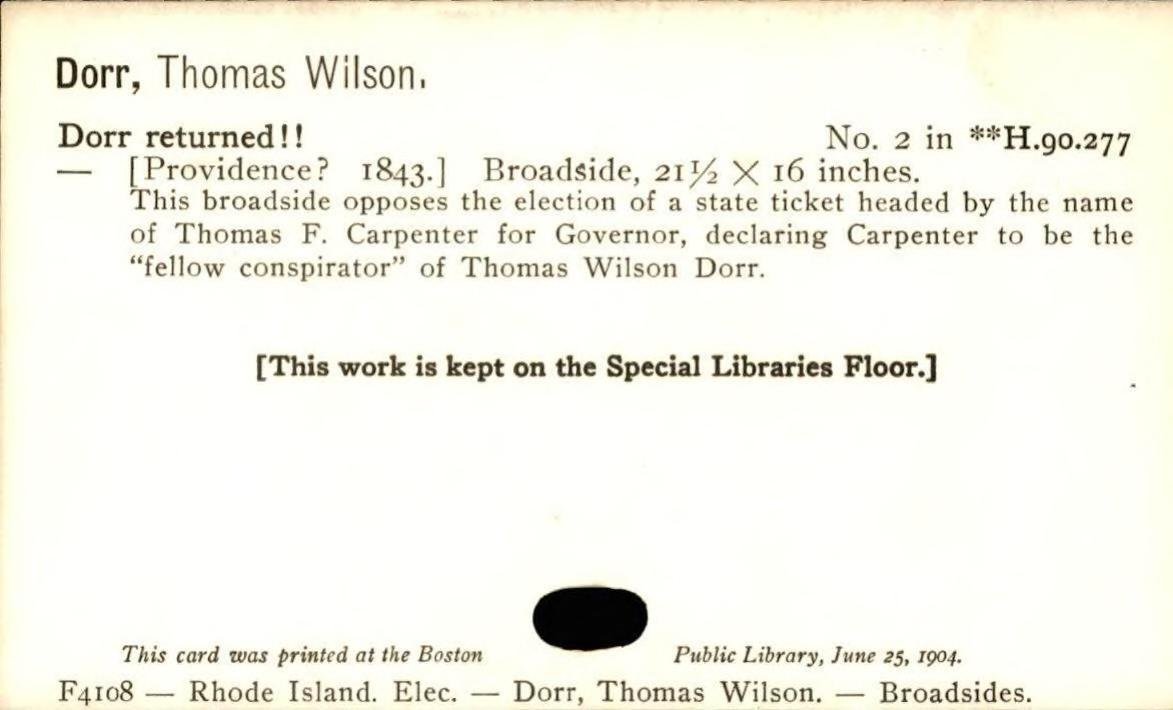 Dorr, Thomas Wilson.
Dorr returned!! No. 2 in **H.90.277
— [Providence? 1843.] Broadside, 21½ X 16 inches.
This broadside opposes the election of a state ticket headed by the name
of Thomas F. Carpenter for Governor, declaring Carpenter to be the
“fellow conspirator” of Thomas Wilson Dorr.
[This work is kept on the Special Libraries Floor.]
This card was printed at the Boston Public Library, June 25, 1904.
F4108 — Rhode Island. Elec. — Dorr, Thomas Wilson. — Broadsides.